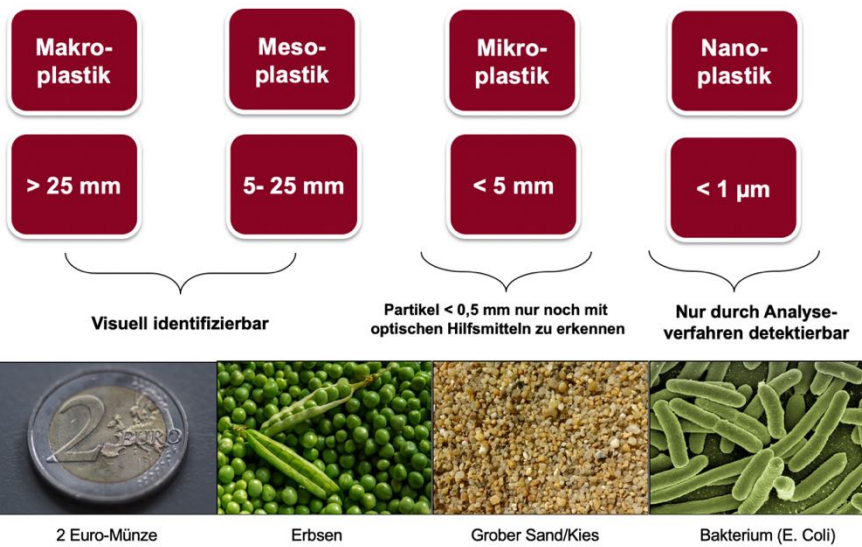 Makro-
plastik
Meso-
plastik
Mikro-
plastik
Nano-
plastik
> 25 mm
5- 25 mm
< 5 mm
< 1 µm
Visuell identifizierbar
Partikel < 0,5 mm nur noch mit
optischen Hilfsmitteln zu erkennen
Nur durch Analyse-
verfahren detektierbar
2 EURO
2 Euro-Münze
Erbsen
Grober Sand/Kies
Bakterium (E. Coli)